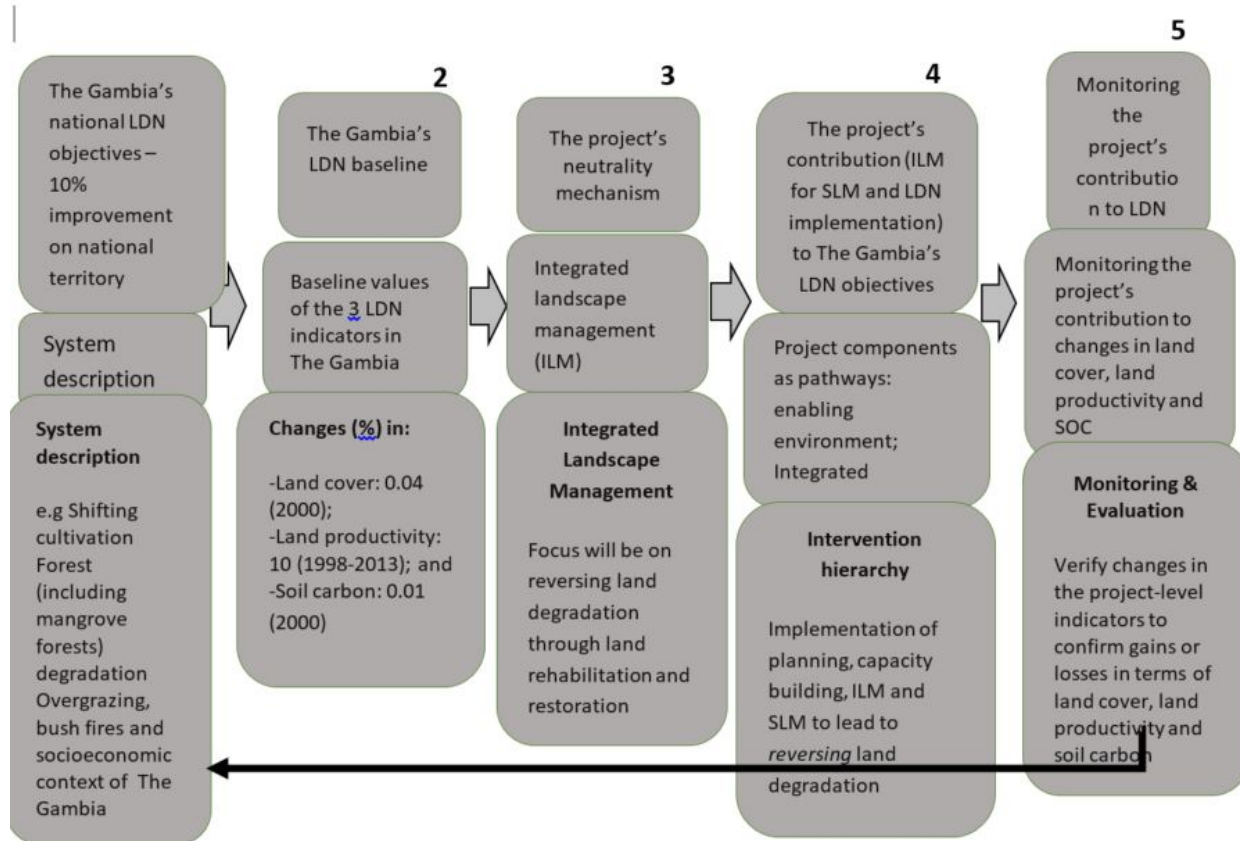 The Gambia's
national LDN
objectives –
10%
improvement
on national
territory
System
description
System
description
e.g Shifting
cultivation
Forest
(including
mangrove
forests)
degradation
Overgrazing,
bush fires and
socioeconomic
context of The
Gambia
2
The Gambia's
LDN baseline
Baseline values
of the 3 LDN
indicators in
The Gambia
Changes (%) in:
-Land cover: 0.04
(2000);
-Land productivity:
10 (1998-2013); and
-Soil carbon: 0.01
(2000)
3
The project's
neutrality
mechanism
Integrated
landscape
management
(ILM)
Integrated
Landscape
Management
Focus will be on
reversing land
degradation
through land
rehabilitation and
restoration
4
The project's
contribution (ILM
for SLM and LDN
implementation)
to The Gambia's
LDN objectives
Project components
as pathways:
enabling
environment;
Integrated
Intervention
hierarchy
Implementation of
planning, capacity
building, ILM and
SLM to lead to
reversing land
degradation
5
Monitoring
the
project's
contributio
n to LDN
Monitoring the
project's
contribution to
changes in land
cover, land
productivity and
SOC
Monitoring &
Evaluation
Verify changes in
the project-level
indicators to
confirm gains or
losses in terms of
land cover, land
productivity and
soil carbon